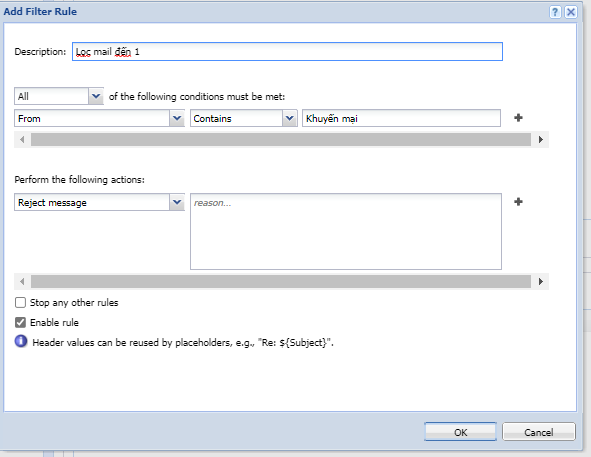 Add Filter Rule
Description: Lọc mail đến 1
All of the following conditions must be met:
From Contains Khuyến mại
Perform the following actions:
Reject message reason...
Stop any other rules
Enable rule
Header values can be reused by placeholders, e.g., "Re: ${Subject}".
OK Cancel